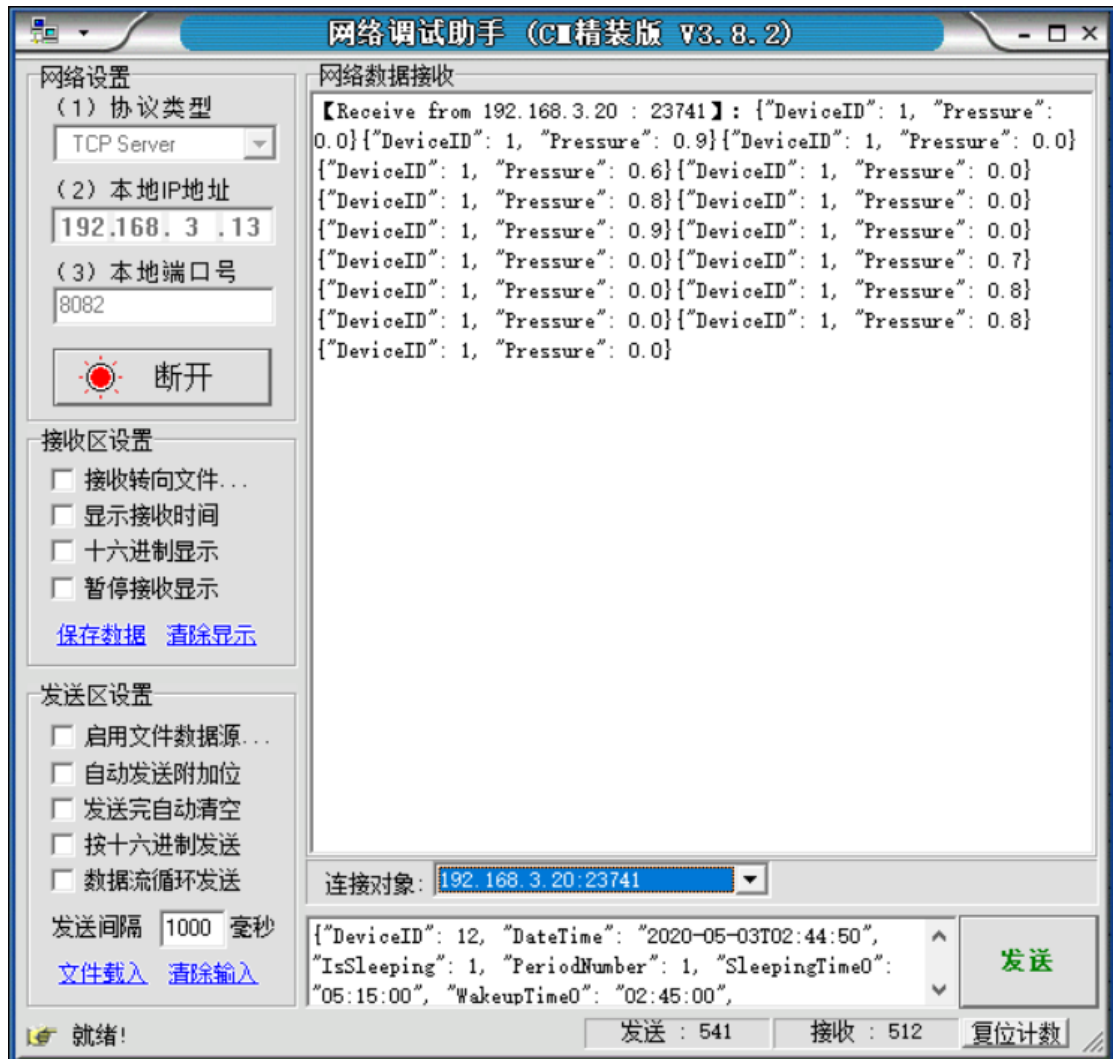 网络调试助手 (CM精装版 V3.8.2)
网络设置
(1) 协议类型
TCP Server
(2) 本地IP地址
192.168. 3 .13
(3) 本地端口号
8082
断开
接收区设置
接收转向文件...
显示接收时间
十六进制显示
暂停接收显示
保存数据 清除显示
发送区设置
启用文件数据源...
自动发送附加位
发送完自动清空
按十六进制发送
数据流循环发送
发送间隔 1000 毫秒
文件载入 清除输入
网络数据接收
【Receive from 192.168.3.20 : 23741】: {"DeviceID": 1, "Pressure":
0.0}{"DeviceID": 1, "Pressure": 0.9}{"DeviceID": 1, "Pressure": 0.0}
{"DeviceID": 1, "Pressure": 0.6}{"DeviceID": 1, "Pressure": 0.0}
{"DeviceID": 1, "Pressure": 0.8}{"DeviceID": 1, "Pressure": 0.0}
{"DeviceID": 1, "Pressure": 0.9}{"DeviceID": 1, "Pressure": 0.0}
{"DeviceID": 1, "Pressure": 0.0}{"DeviceID": 1, "Pressure": 0.7}
{"DeviceID": 1, "Pressure": 0.0}{"DeviceID": 1, "Pressure": 0.8}
{"DeviceID": 1, "Pressure": 0.0}{"DeviceID": 1, "Pressure": 0.8}
{"DeviceID": 1, "Pressure": 0.0}
连接对象: 192.168.3.20:23741
{"DeviceID": 12, "DateTime": "2020-05-03T02:44:50",
"IsSleeping": 1, "PeriodNumber": 1, "SleepingTime0":
"05:15:00", "WakeupTime0": "02:45:00",
发送
就绪!
发送 : 541
接收 : 512
复位计数